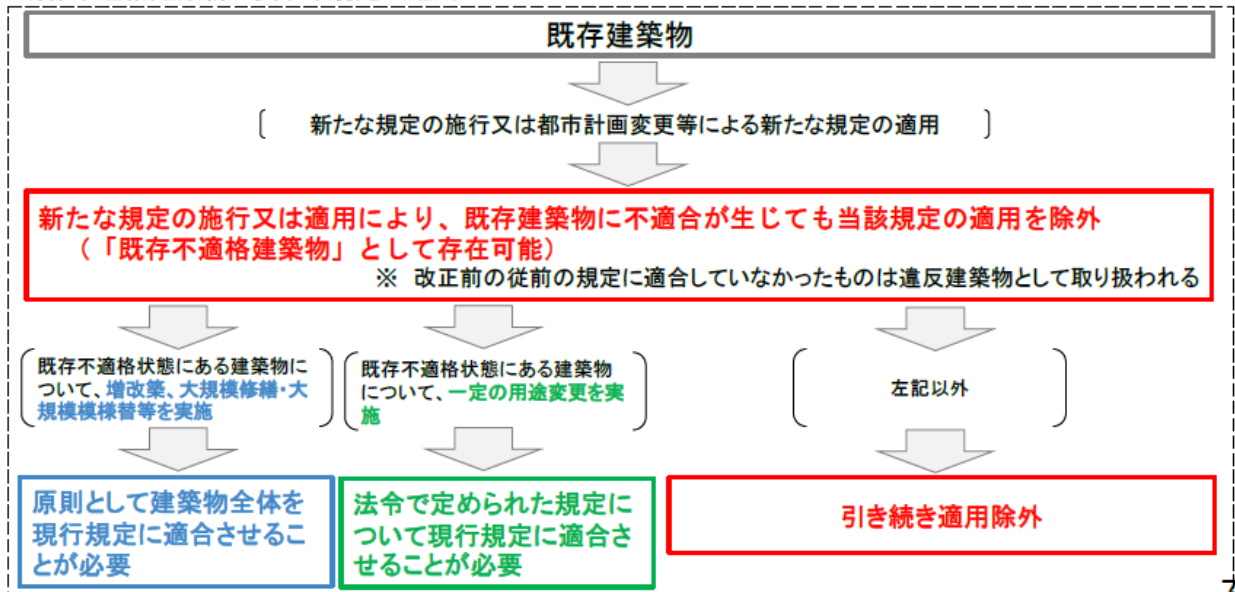 既存建築物
新たな規定の施行又は都市計画変更等による新たな規定の適用
新たな規定の施行又は適用により、既存建築物に不適合が生じても当該規定の適用を除外
(「既存不適格建築物」として存在可能)
※ 改正前の従前の規定に適合していなかったものは違反建築物として取り扱われる
既存不適格状態にある建築物に
ついて、増改築、大規模修繕・大
規模模様替等を実施
既存不適格状態にある建築物
について、一定の用途変更を実
施
左記以外
原則として建築物全体を
現行規定に適合させるこ
とが必要
法令で定められた規定に
ついて現行規定に適合さ
せることが必要
引き続き適用除外